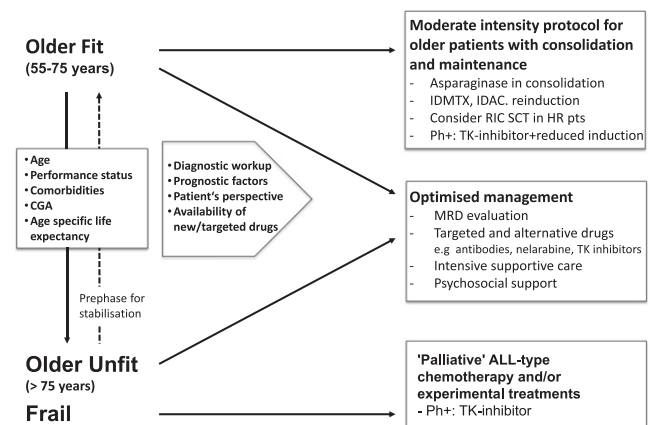 Older Fit
(55-75 years)
• Age
• Performance status
• Comorbidities
• CGA
• Age specific life
expectancy
Prephase for
stabilisation
Older Unfit
(> 75 years)
Frail
• Diagnostic workup
• Prognostic factors
• Patient's perspective
• Availability of
new/targeted drugs
Moderate intensity protocol for
older patients with consolidation
and maintenance
- Asparaginase in consolidation
- IDMTX, IDAC. reinduction
- Consider RIC SCT in HR pts
- Ph+: TK-inhibitor+reduced induction
Optimised management
- MRD evaluation
- Targeted and alternative drugs
e.g antibodies, nelarabine, TK inhibitors
- Intensive supportive care
- Psychosocial support
'Palliative' ALL-type
chemotherapy and/or
experimental treatments
- Ph+: TK-inhibitor